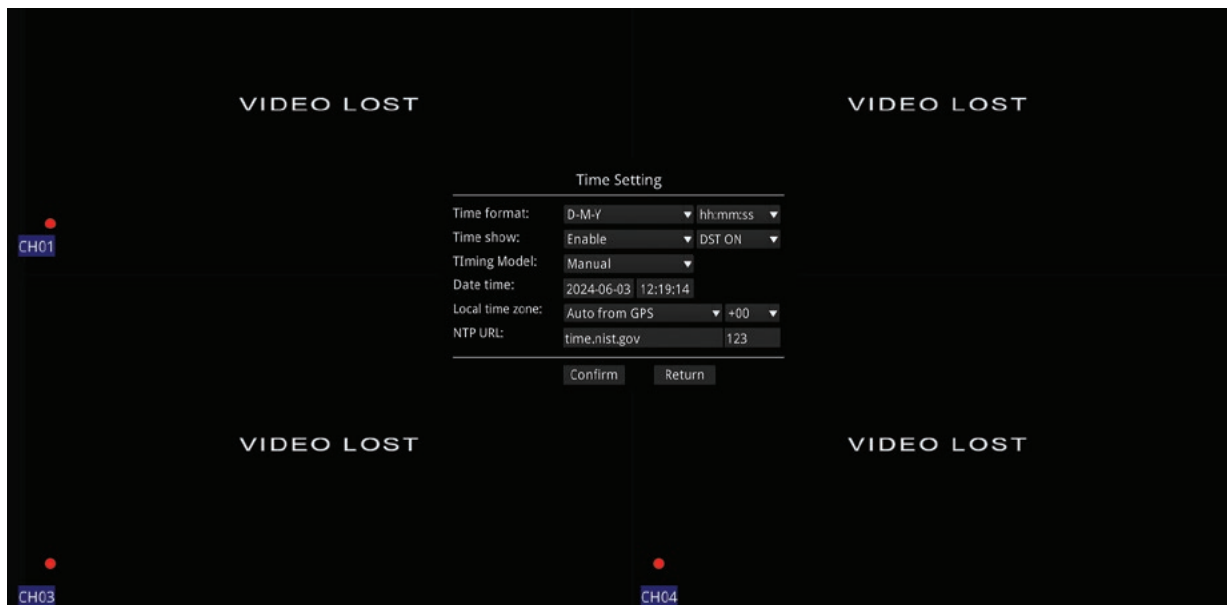 VIDEO LOST VIDEO LOST
Time Setting
Time format: D-M-Y hh:mm:ss
CH01
Time show: Enable DST ON
TIming Model: Manual
Date time: 2024-06-03 12:19:14
Local time zone: Auto from GPS +00
NTP URL: time.nist.gov 123
Confirm Return
VIDEO LOST VIDEO LOST
CH03 CH04